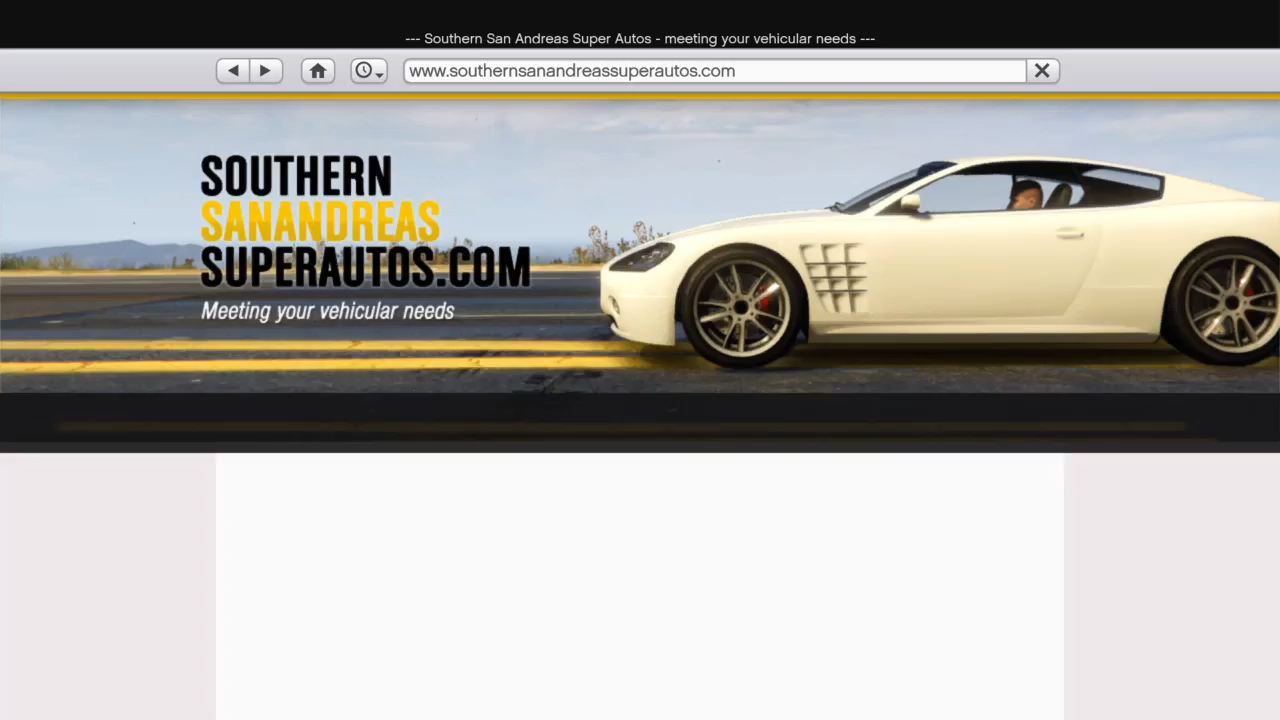 --- Southern San Andreas Super Autos - meeting your vehicular needs ---
www.southernsanandreassuperautos.com
SOUTHERN
SANANDREAS
SUPERAUTOS.COM
Meeting your vehicular needs